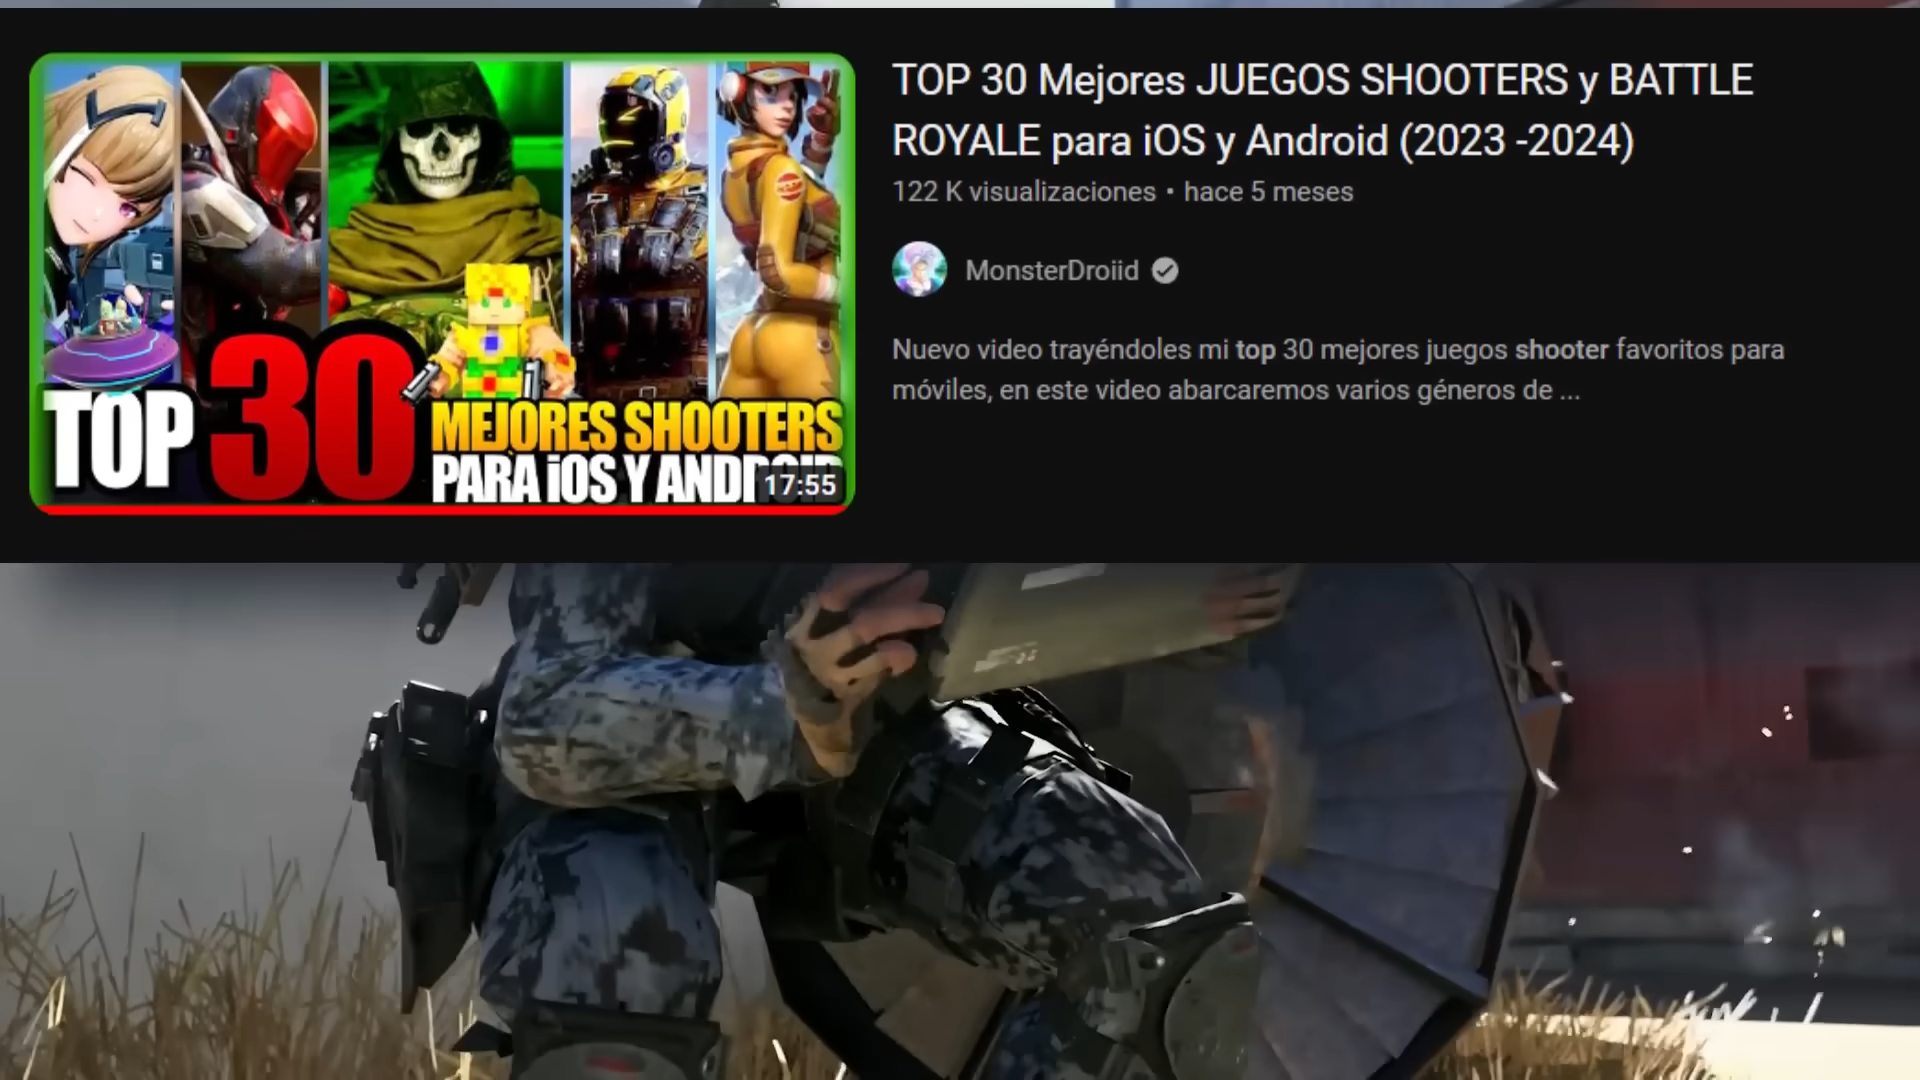 TOP 30 Mejores JUEGOS SHOOTERS y BATTLE
ROYALE para iOS y Android (2023 -2024)
122 K visualizaciones • hace 5 meses
MonsterDroiid
Nuevo video trayéndoles mi top 30 mejores juegos shooter favoritos para
móviles, en este video abarcaremos varios géneros de ...
TOP 30
MEJORES SHOOTERS
PARA iOS Y ANDROID
17:55